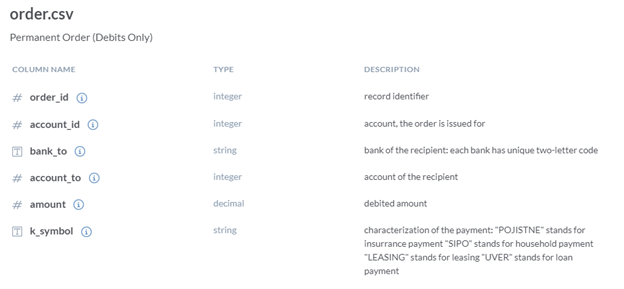 order.csv
Permanent Order (Debits Only)
COLUMN NAME TYPE DESCRIPTION
# order_id integer record identifier
# account_id integer account, the order is issued for
T bank_to string bank of the recipient: each bank has unique two-letter code
# account_to integer account of the recipient
# amount decimal debited amount
T k_symbol string characterization of the payment: "POJISTNE" stands for
insurrance payment "SIPO" stands for household payment
"LEASING" stands for leasing "UVER" stands for loan
payment